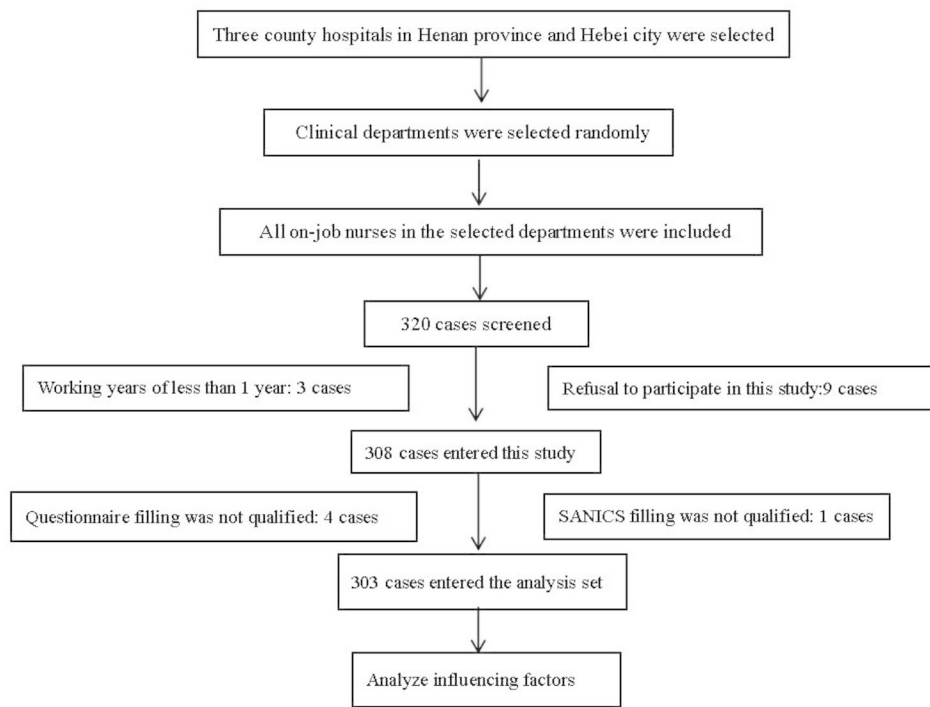 Three county hospitals in Henan province and Hebei city were selected
Clinical departments were selected randomly
All on-job nurses in the selected departments were included
320 cases screened
Working years of less than 1 year: 3 cases
Refusal to participate in this study:9 cases
308 cases entered this study
Questionnaire filling was not qualified: 4 cases
SANICS filling was not qualified: 1 cases
303 cases entered the analysis set
Analyze influencing factors